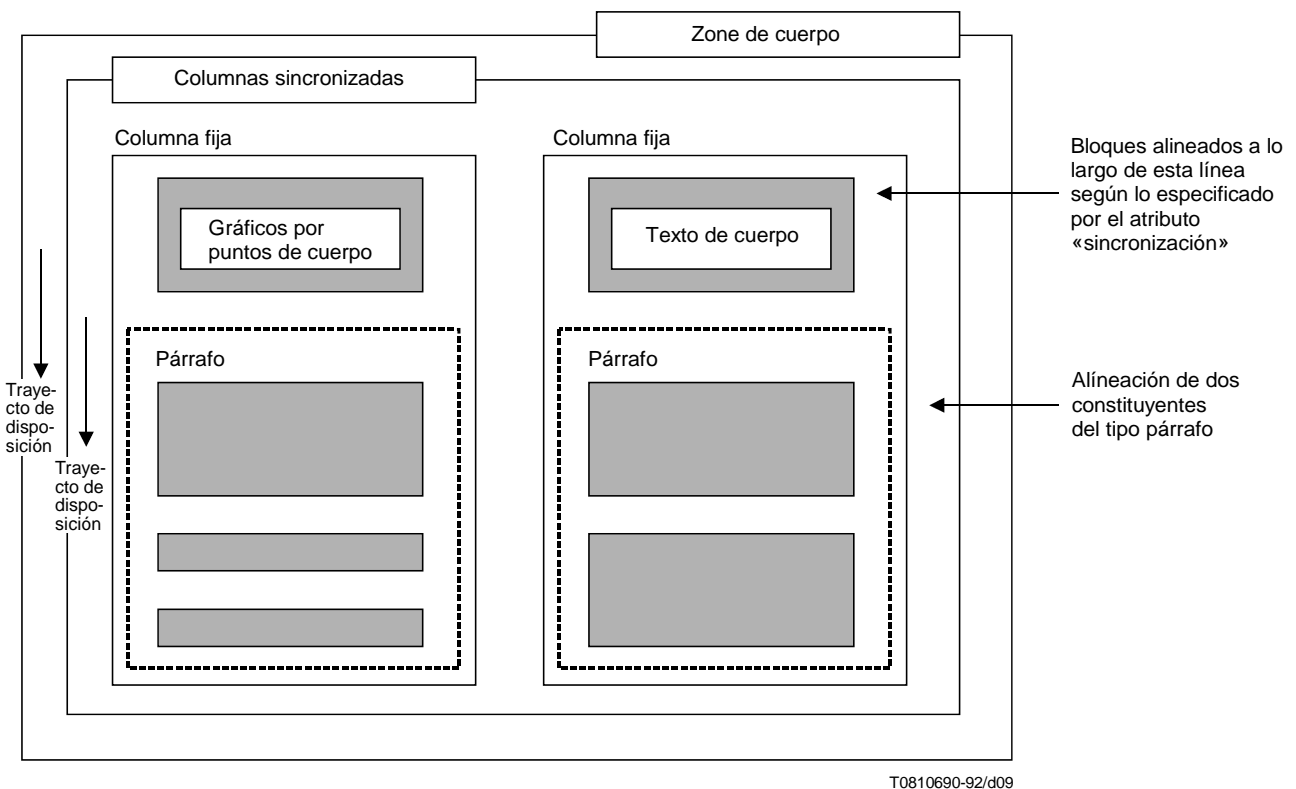 Zone de cuerpo
Columnas sincronizadas
Columna fija
Columna fija
Gráficos por
puntos de cuerpo
Texto de cuerpo
Bloques alineados a lo
largo de esta línea
según lo especificado
por el atributo
«sincronización»
Párrafo
Párrafo
Alíneación de dos
constituyentes
del tipo párrafo
Traye-
cto de
dispo-
sición
Traye-
cto de
dispo-
sición
T0810690-92/d09